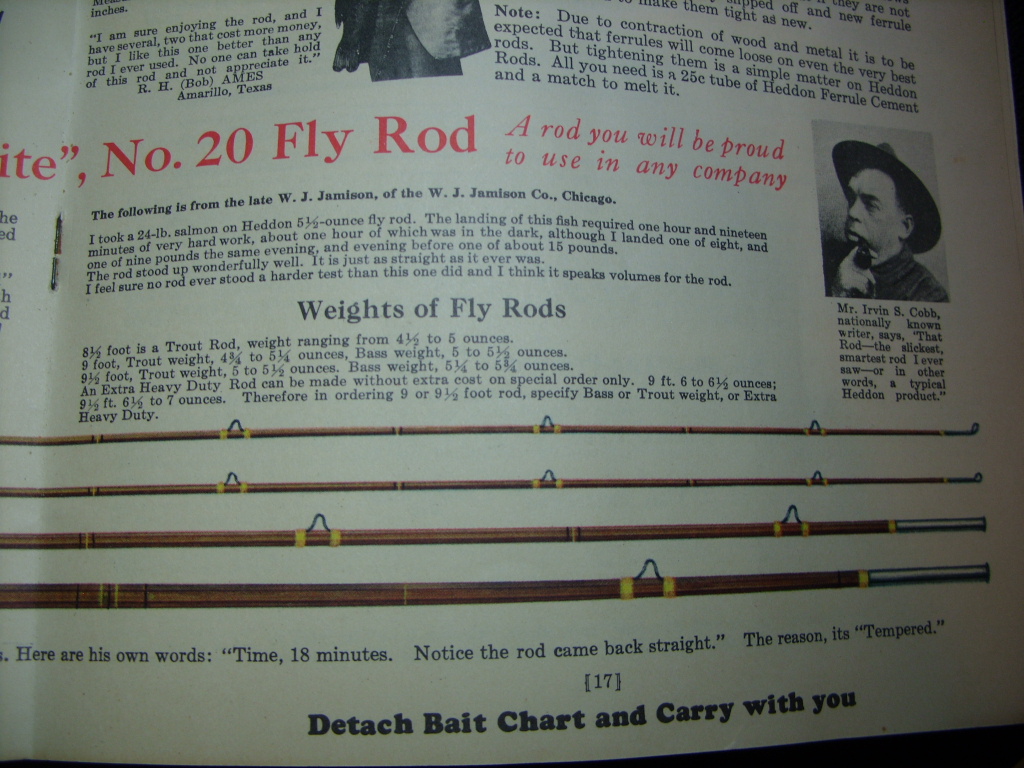 inches.
"I am sure enjoying the rod, and I
have several, two that cost more money,
but I like this one better than any
rod I ever used. No one can take hold
of this rod and not appreciate it."
R. H. (Bob) AMES
Amarillo, Texas
they are not
off and new ferrule
make them tight as new.
Note: Due to contraction of wood and metal it is to be
expected that ferrules will come loose on even the very best
rods. But tightening them is a simple matter on Heddon
Rods. All you need is a 25c tube of Heddon Ferrule Cement
and a match to melt it.
ite", No. 20 Fly Rod
A rod you will be proud
to use in any company
The following is from the late W. J. Jamison, of the W. J. Jamison Co., Chicago.
I took a 24-lb. salmon on Heddon 5½-ounce fly rod. The landing of this fish required one hour and nineteen
minutes of very hard work, about one hour of which was in the dark, although I landed one of eight, and
one of nine pounds the same evening, and evening before one of about 15 pounds.
The rod stood up wonderfully well. It is just as straight as it ever was.
I feel sure no rod ever stood a harder test than this one did and I think it speaks volumes for the rod.
Weights of Fly Rods
8½ foot is a Trout Rod, weight ranging from 4½ to 5 ounces.
9 foot, Trout weight, 4¾ to 5¼ ounces, Bass weight, 5 to 5½ ounces.
9½ foot, Trout weight, 5 to 5½ ounces. Bass weight, 5¼ to 5¾ ounces.
An Extra Heavy Duty Rod can be made without extra cost on special order only. 9 ft. 6 to 6½ ounces;
9½ ft. 6½ to 7 ounces. Therefore in ordering 9 or 9½ foot rod, specify Bass or Trout weight, or Extra
Heavy Duty.
Mr. Irvin S. Cobb,
nationally known
writer, says, "That
Rod—the slickest,
smartest rod I ever
saw—or in other
words, a typical
Heddon product."
s. Here are his own words: "Time, 18 minutes. Notice the rod came back straight." The reason, its "Tempered."
[17]
Detach Bait Chart and Carry with you